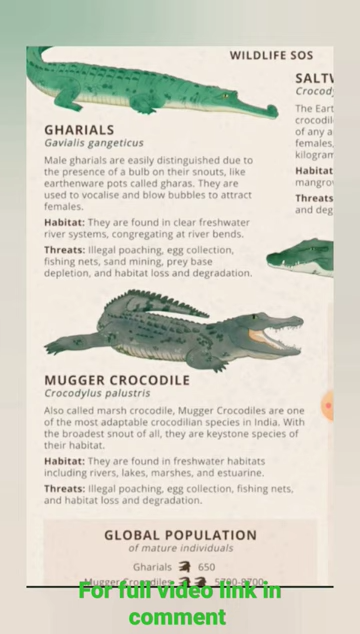 WILDLIFE SOS
GHARIALS
Gavialis gangeticus
Male gharials are easily distinguished due to
the presence of a bulb on their snouts, like
earthenware pots called gharas. They are
used to vocalise and blow bubbles to attract
females.
Habitat: They are found in clear freshwater
river systems, congregating at river bends.
Threats: Illegal poaching, egg collection,
fishing nets, sand mining, prey base
depletion, and habitat loss and degradation.
The Eart
crocodil
of any a
females,
kilogram
Habitat
mangro
Threats
and deg
MUGGER CROCODILE
Crocodylus palustris
Also called marsh crocodile, Mugger Crocodiles are one
of the most adaptable crocodilian species in India. With
the broadest snout of all, they are keystone species of
their habitat.
Habitat: They are found in freshwater habitats
including rivers, lakes, marshes, and estuarine.
Threats: Illegal poaching, egg collection, fishing nets,
and habitat loss and degradation.
GLOBAL POPULATION
of mature individuals
Gharials 650
Mugger Crocodiles 5700-8700
For full video link in
comment